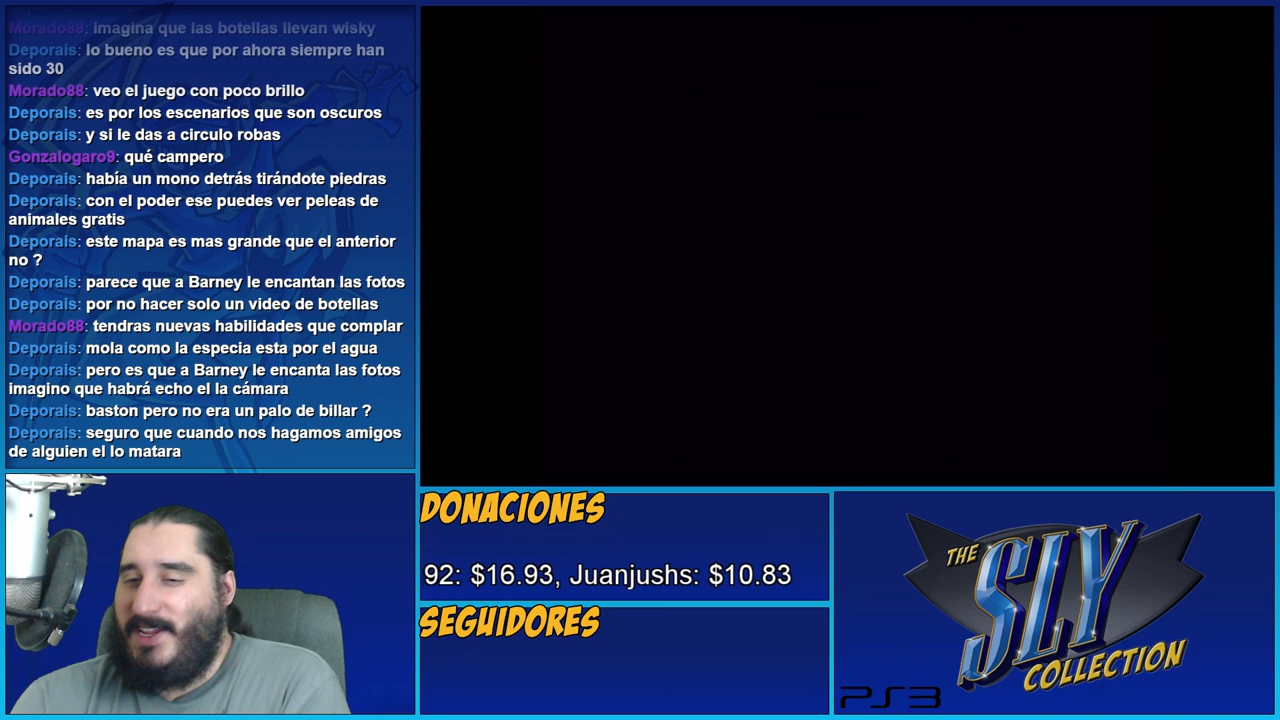 Morado88: imagina que las botellas llevan wisky
Deporais: lo bueno es que por ahora siempre han
sido 30
Morado88: veo el juego con poco brillo
Deporais: es por los escenarios que son oscuros
Deporais: y si le das a circulo robas
Gonzalogaro9: qué campero
Deporais: había un mono detrás tirándote piedras
Deporais: con el poder ese puedes ver peleas de
animales gratis
Deporais: este mapa es mas grande que el anterior
no ?
Deporais: parece que a Barney le encantan las fotos
Deporais: por no hacer solo un video de botellas
Morado88: tendras nuevas habilidades que complar
Deporais: mola como la especia esta por el agua
Deporais: pero es que a Barney le encanta las fotos
imagino que habrá echo el la cámara
Deporais: baston pero no era un palo de billar ?
Deporais: seguro que cuando nos hagamos amigos
de alguien el lo matara
DONACIONES
92: $16.93, Juanjushs: $10.83
SEGUIDORES
THE
SLY
COLLECTION
PS3